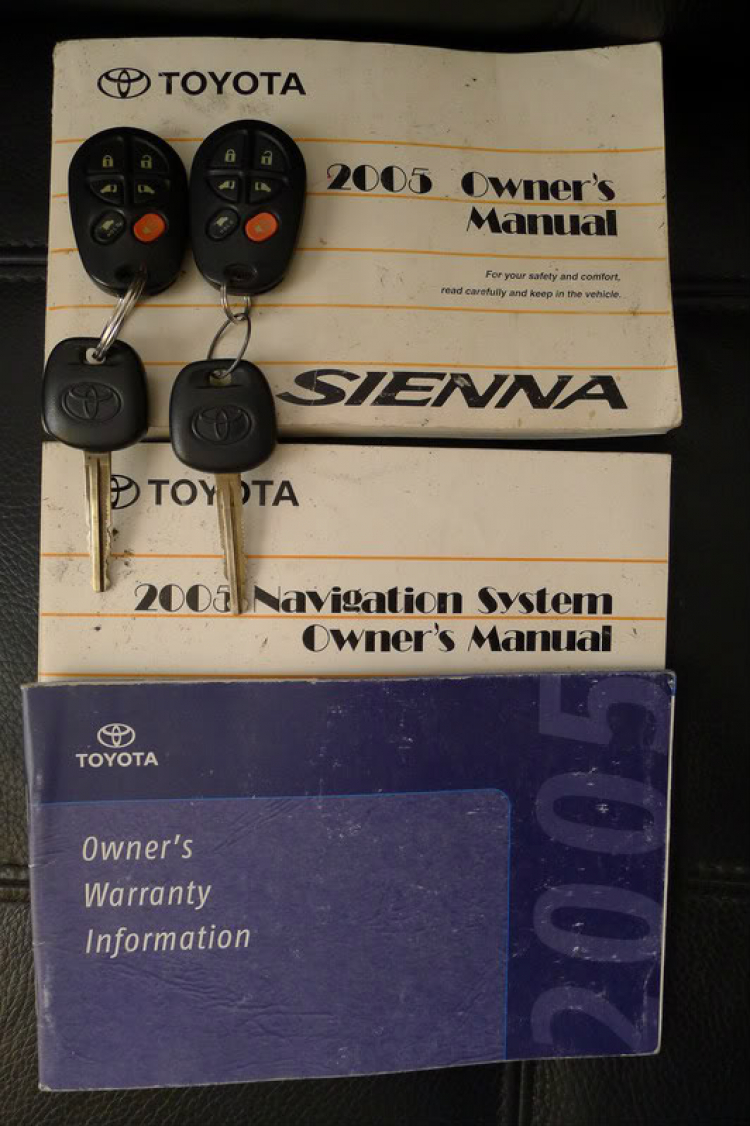 TOYOTA
2005 Owner's
Manual
For your safety and comfort,
read carefully and keep in the vehicle.
SIENNA
TOYOTA
2005 Navigation System
Owner's Manual
TOYOTA
Owner's
Warranty
Information
2005